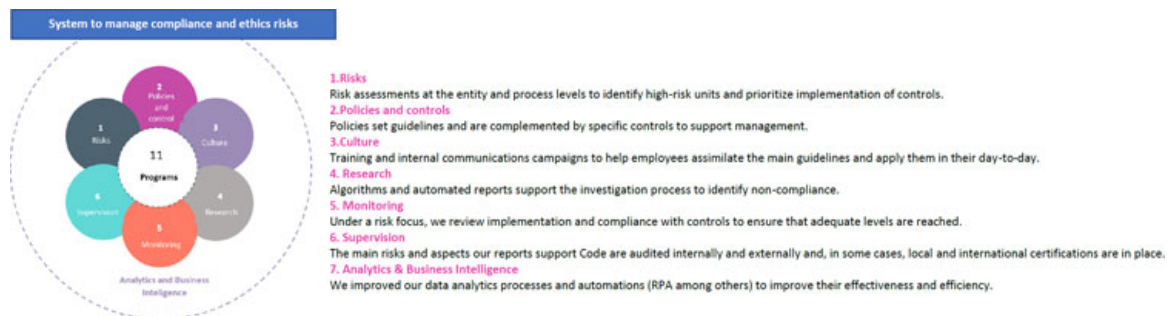 System to manage compliance and ethics risks
2
Policies
and
control
1
Risks
3
Culture
11
Programs
6
Supervision
4
Research
5
Monitoring
Analytics and Business
Inteligence
1.Risks
Risk assessments at the entity and process levels to identify high-risk units and prioritize implementation of controls.
2.Policies and controls
Policies set guidelines and are complemented by specific controls to support management.
3.Culture
Training and internal communications campaigns to help employees assimilate the main guidelines and apply them in their day-to-day.
4. Research
Algorithms and automated reports support the investigation process to identify non-compliance.
5. Monitoring
Under a risk focus, we review implementation and compliance with controls to ensure that adequate levels are reached.
6. Supervision
The main risks and aspects our reports support Code are audited internally and externally and, in some cases, local and international certifications are in place.
7. Analytics & Business Intelligence
We improved our data analytics processes and automations (RPA among others) to improve their effectiveness and efficiency.